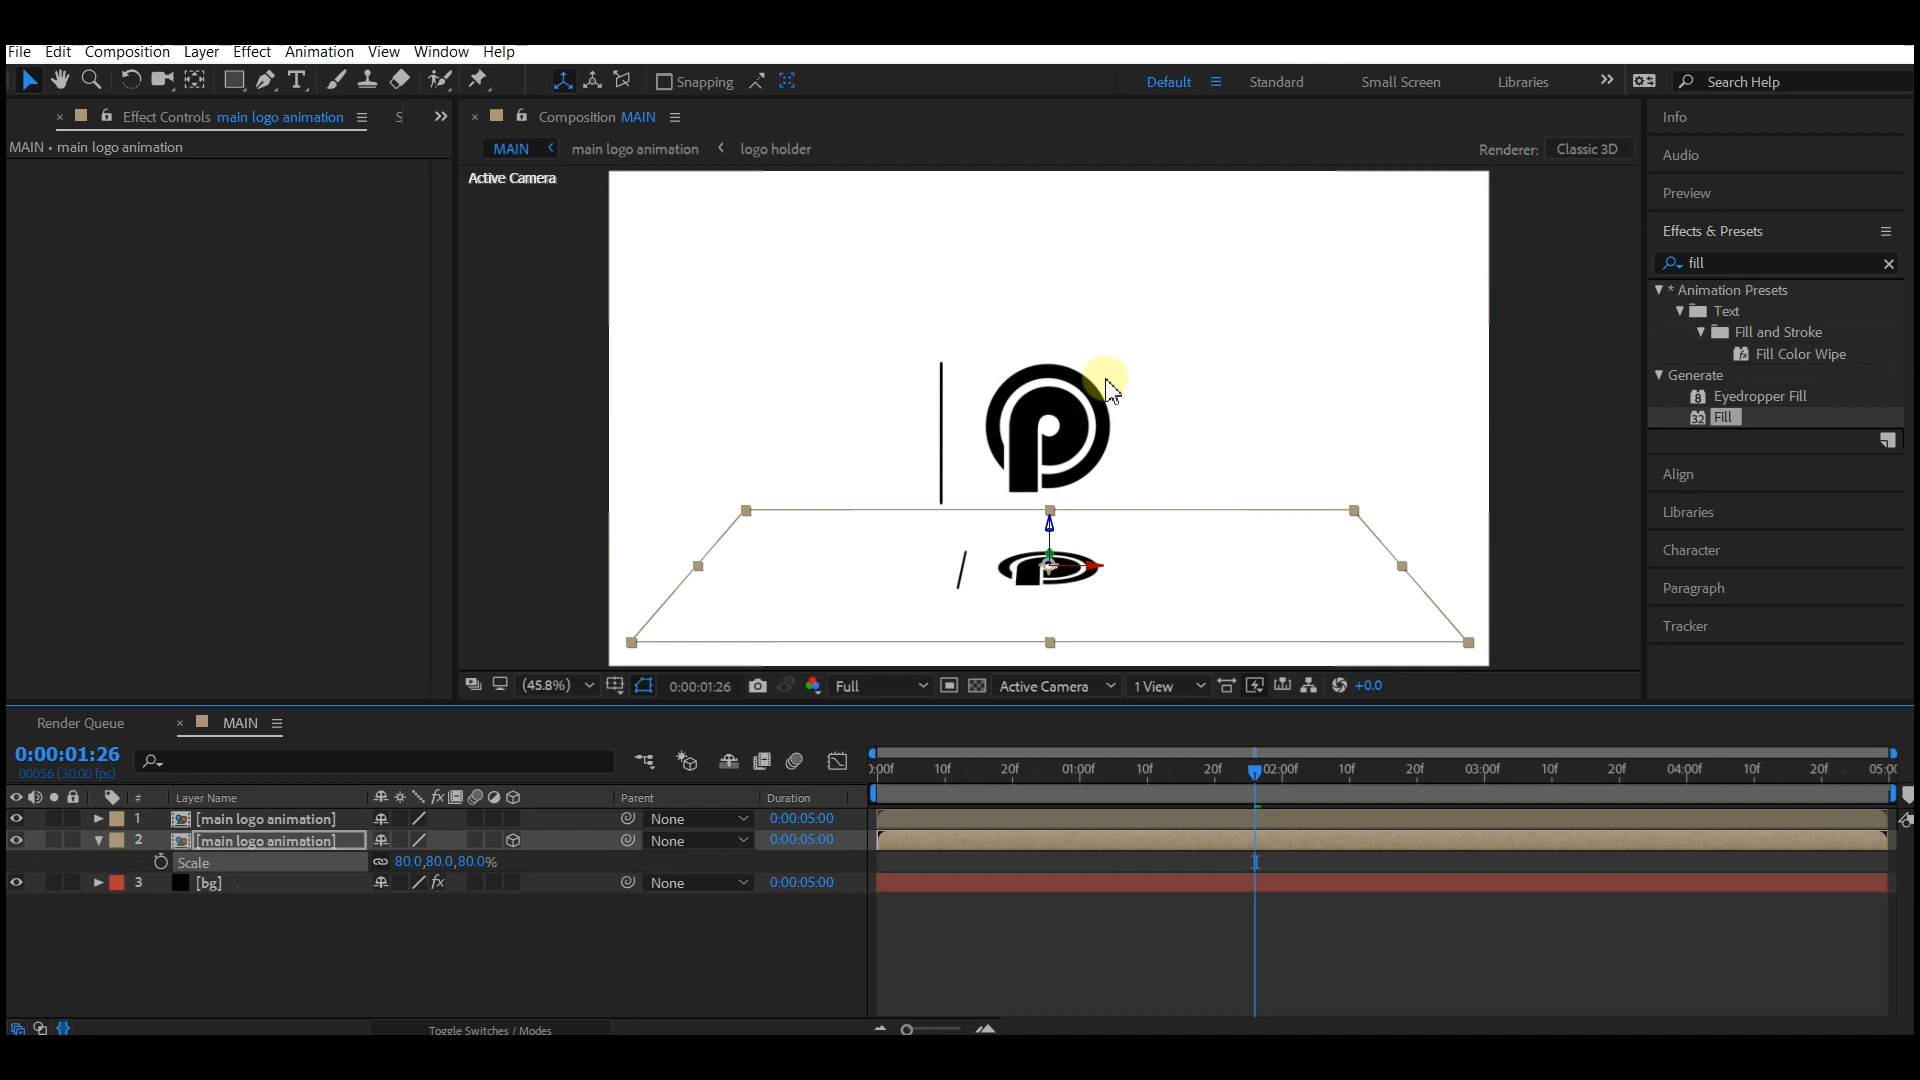 File Edit Composition Layer Effect Animation View Window Help
Snapping
Default Standard Small Screen Libraries
Search Help
Effect Controls main logo animation
S
MAIN • main logo animation
Composition MAIN
MAIN main logo animation logo holder
Renderer: Classic 3D
Active Camera
(45.8%) 0:00:01:26 Full Active Camera 1 View +0.0
Info
Audio
Preview
Effects & Presets
fill
* Animation Presets
Text
Fill and Stroke
Fill Color Wipe
Generate
8 Eyedropper Fill
32 Fill
Align
Libraries
Character
Paragraph
Tracker
Render Queue MAIN
0:00:01:26
00056 (30.00 fps)
# Layer Name fx Parent Duration
1 [main logo animation] None 0:00:05:00
2 [main logo animation] None 0:00:05:00
Scale 80.0,80.0,80.0%
3 [bg] fx None 0:00:05:00
10f 20f 01:00f 10f 20f 02:00f 10f 20f 03:00f 10f 20f 04:00f 10f 20f
Toggle Switches / Modes